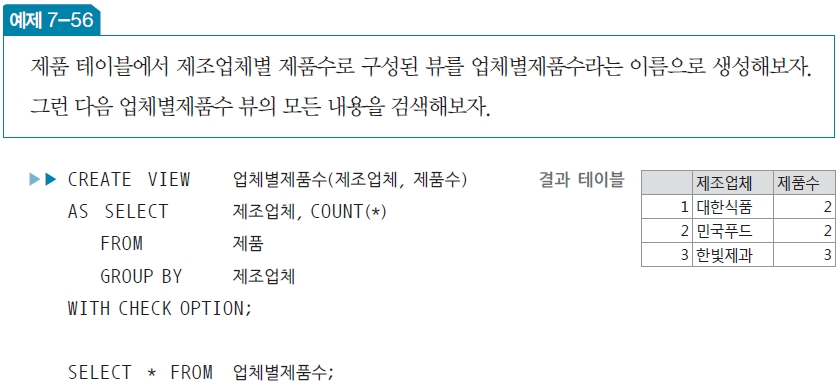 예제 7-56
제품 테이블에서 제조업체별 제품수로 구성된 뷰를 업체별제품수라는 이름으로 생성해보자.
그런 다음 업체별제품수 뷰의 모든 내용을 검색해보자.
▶▶ CREATE VIEW 업체별제품수(제조업체, 제품수)
AS SELECT 제조업체, COUNT(*)
FROM 제품
GROUP BY 제조업체
WITH CHECK OPTION;
SELECT * FROM 업체별제품수;
결과 테이블
제조업체 제품수
1 대한식품 2
2 민국푸드 2
3 한빛제과 3